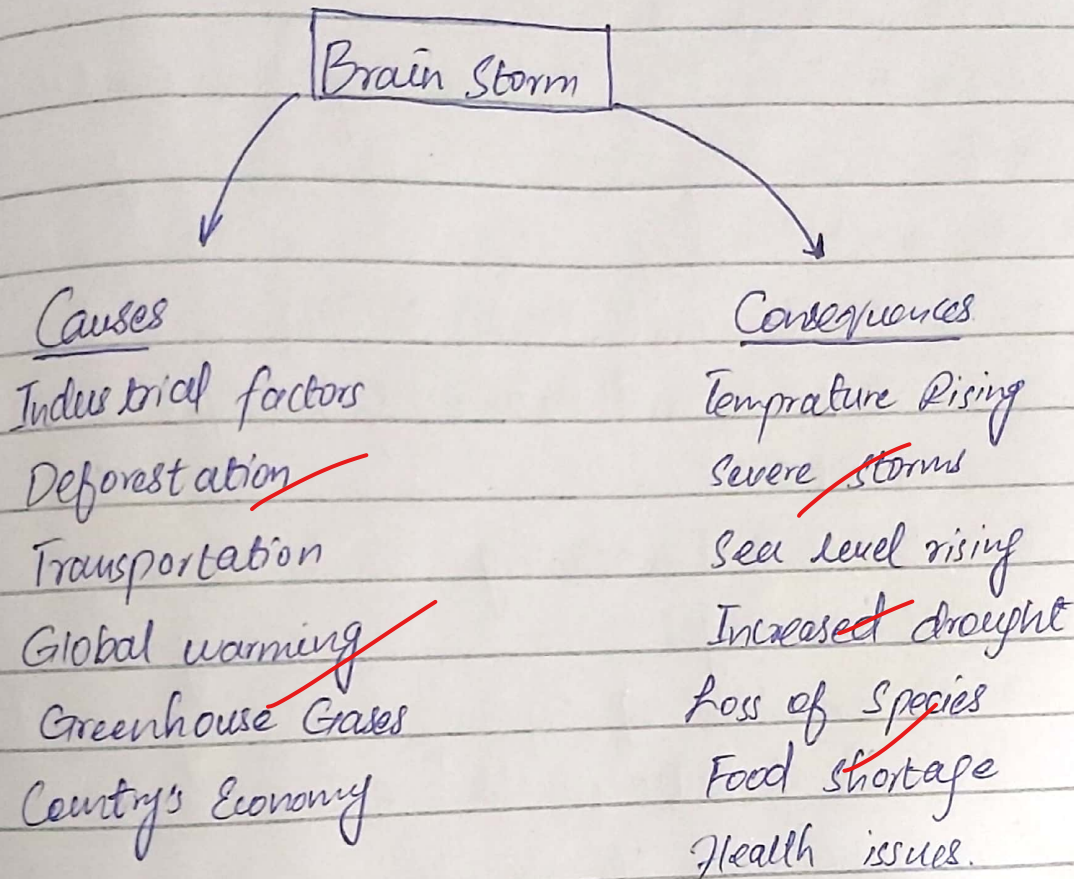 Brain Storm
Causes
Industrial factors
Deforestation
Transportation
Global warming
Greenhouse Gases
Country's Economy
Consequences
Temprature Rising
Severe storms
Sea level rising
Increased drought
Loss of Species
Food shortage
Health issues.